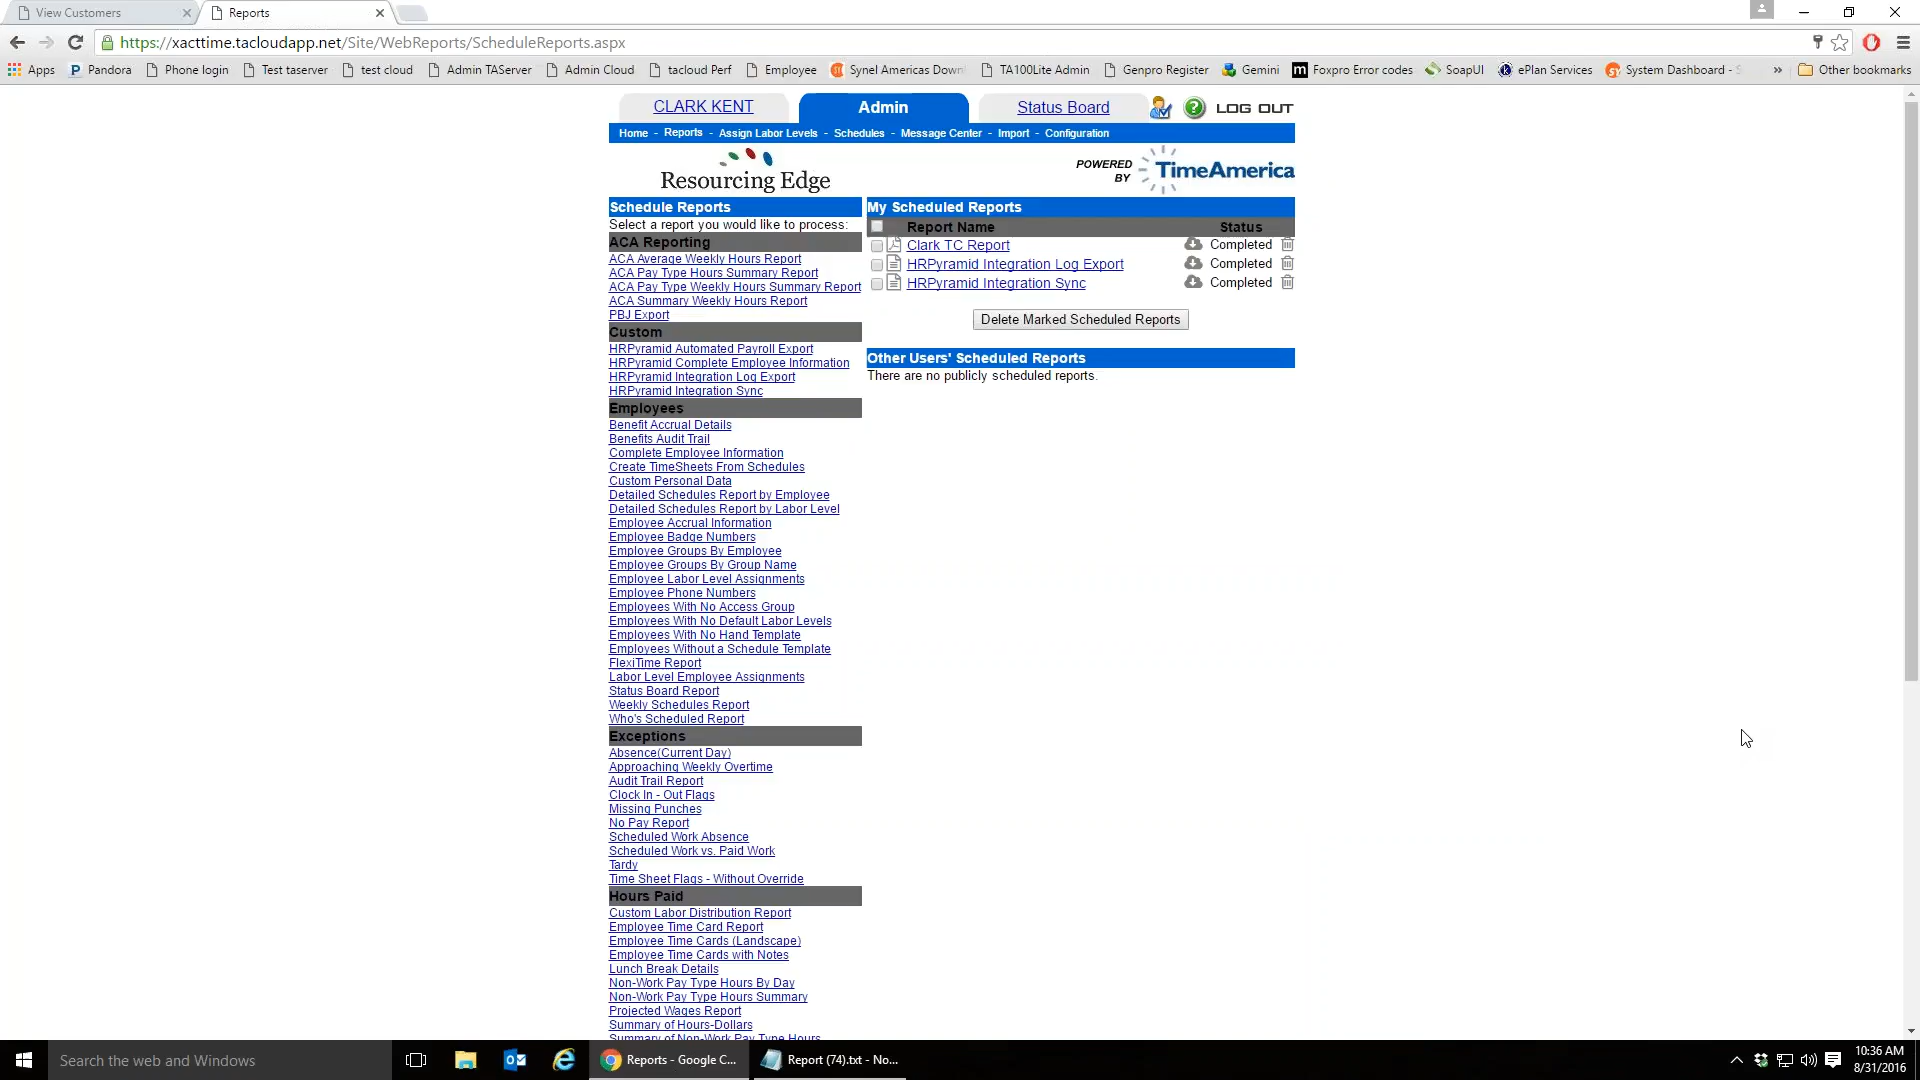 View Customers
Reports
https://xacttime.tacloudapp.net/Site/WebReports/ScheduleReports.aspx
Apps Pandora Phone login Test taserver test cloud Admin TAServer Admin Cloud tacloud Perf Employee Synel Americas Down Genpro Register Gemini Foxpro Error codes SoapUI ePlan Services System Dashboard - Other bookmarks
TA100Lite Admin
CLARK KENT Admin Status Board LOG OUT
Home - Reports - Assign Labor Levels - Schedules - Message Center - Import - Configuration
Resourcing Edge
POWERED BY TimeAmerica
Schedule Reports
Select a report you would like to process:
ACA Reporting
ACA Average Weekly Hours Report
ACA Pay Type Hours Summary Report
ACA Pay Type Weekly Hours Summary Report
ACA Summary Weekly Hours Report
PBJ Export
Custom
HRPyramid Automated Payroll Export
HRPyramid Complete Employee Information
HRPyramid Integration Log Export
HRPyramid Integration Sync
Employees
Benefit Accrual Details
Benefits Audit Trail
Complete Employee Information
Create TimeSheets From Schedules
Custom Personal Data
Detailed Schedules Report by Employee
Detailed Schedules Report by Labor Level
Employee Accrual Information
Employee Badge Numbers
Employee Groups By Employee
Employee Groups By Group Name
Employee Labor Level Assignments
Employee Phone Numbers
Employees With No Access Group
Employees With No Default Labor Levels
Employees With No Hand Template
Employees Without a Schedule Template
FlexiTime Report
Labor Level Employee Assignments
Status Board Report
Weekly Schedules Report
Who's Scheduled Report
Exceptions
Absence(Current Day)
Approaching Weekly Overtime
Audit Trail Report
Clock In - Out Flags
Missing Punches
No Pay Report
Scheduled Work Absence
Scheduled Work vs. Paid Work
Tardy
Time Sheet Flags - Without Override
Hours Paid
Custom Labor Distribution Report
Employee Time Card Report
Employee Time Cards (Landscape)
Employee Time Cards with Notes
Lunch Break Details
Non-Work Pay Type Hours By Day
Non-Work Pay Type Hours Summary
Projected Wages Report
Summary of Hours-Dollars
Summary of Non-Work Pay Type Hours
My Scheduled Reports
Report Name Status
Clark TC Report Completed
HRPyramid Integration Log Export Completed
HRPyramid Integration Sync Completed
Delete Marked Scheduled Reports
Other Users' Scheduled Reports
There are no publicly scheduled reports.
Search the web and Windows
Reports - Google C...
Report (74).txt - No...
10:36 AM
8/31/2016